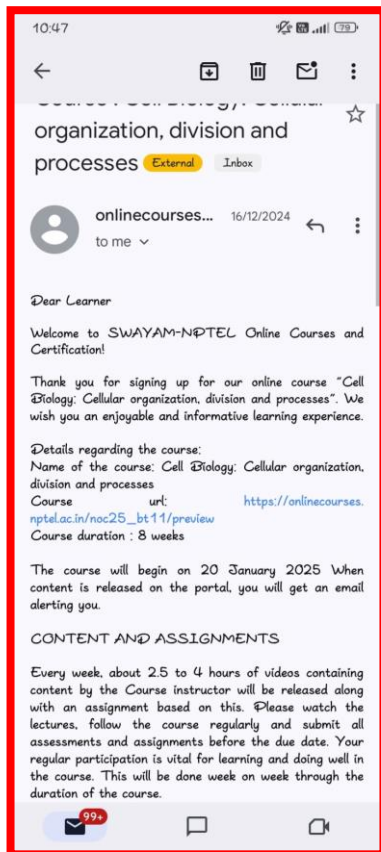 10:47
79
Course : Cell Biology: Cellular
organization, division and
processes External Inbox
onlinecourses... 16/12/2024
to me
Dear Learner
Welcome to SWAYAM-NPTEL Online Courses and
Certification!
Thank you for signing up for our online course "Cell
Biology: Cellular organization, division and processes". We
wish you an enjoyable and informative learning experience.
Details regarding the course:
Name of the course: Cell Biology: Cellular organization,
division and processes
Course url: https://onlinecourses.
nptel.ac.in/noc25_bt11/preview
Course duration : 8 weeks
The course will begin on 20 January 2025 When
content is released on the portal, you will get an email
alerting you.
CONTENT AND ASSIGNMENTS
Every week, about 2.5 to 4 hours of videos containing
content by the Course instructor will be released along
with an assignment based on this. Please watch the
lectures, follow the course regularly and submit all
assessments and assignments before the due date. Your
regular participation is vital for learning and doing well in
the course. This will be done week on week through the
duration of the course.
99+